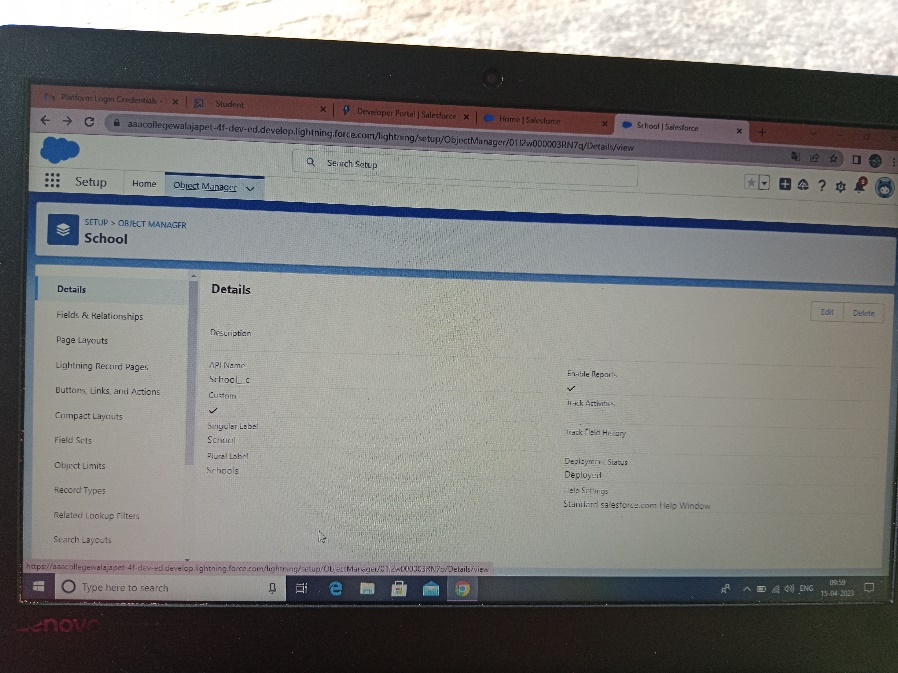 Platform Login Credentials -
Student
Developer Portal | Salesforce
Home | Salesforce
School | Salesforce
aaacollegewalajapet-4f-dev-ed.develop.lightning.force.com/lightning/setup/ObjectManager/01I2w000003RN7q/Details/view
Search Setup
Setup
Home
Object Manager
SETUP > OBJECT MANAGER
School
Details
Fields & Relationships
Page Layouts
Lightning Record Pages
Buttons, Links, and Actions
Compact Layouts
Field Sets
Object Limits
Record Types
Related Lookup Filters
Search Layouts
Details
Edit
Delete
Description
API Name
School__c
Custom
Singular Label
School
Plural Label
Schools
Enable Reports
Track Activities
Track Field History
Deployment Status
Deployed
Help Settings
Standard salesforce.com Help Window
https://aaacollegewalajapet-4f-dev-ed.develop.lightning.force.com/lightning/setup/ObjectManager/01I2w000003RN7q/Details/view
Type here to search
ENG
09:59
15-04-2023
Lenovo